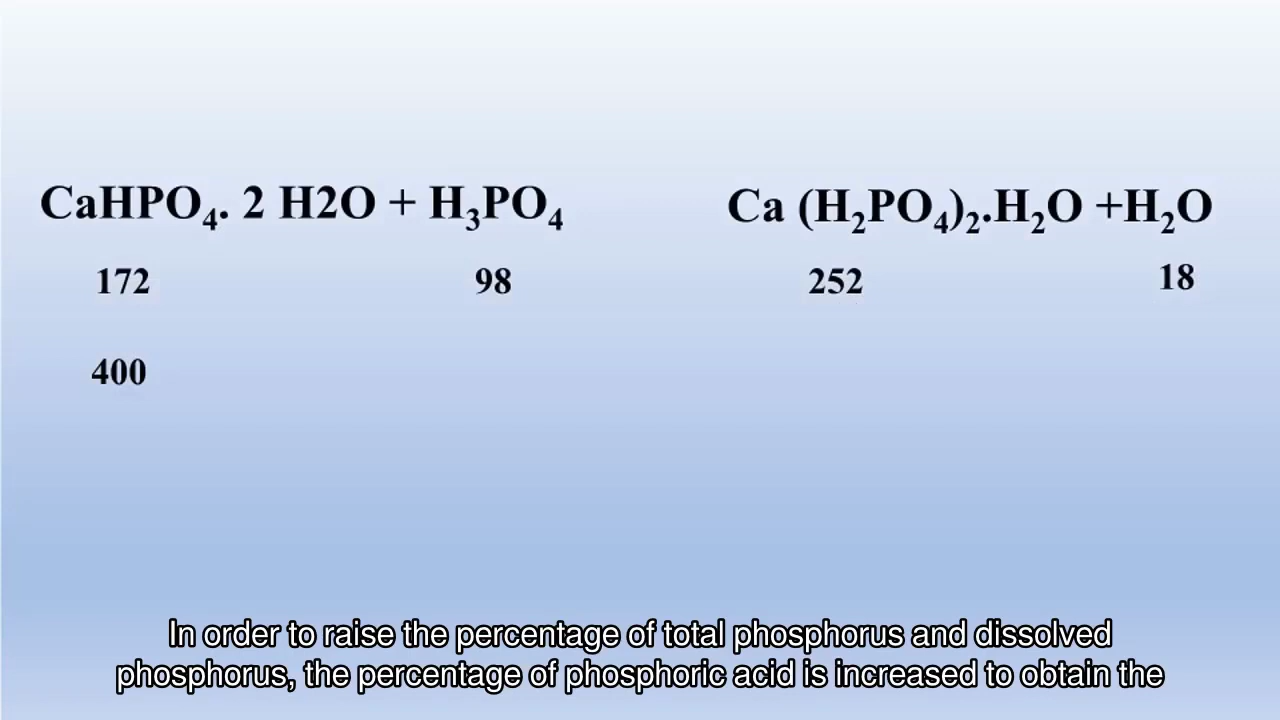 CaHPO₄. 2 H2O + H₃PO₄ Ca (H₂PO₄)₂.H₂O +H₂O
172 98 252 18
400
In order to raise the percentage of total phosphorus and dissolved
phosphorus, the percentage of phosphoric acid is increased to obtain the